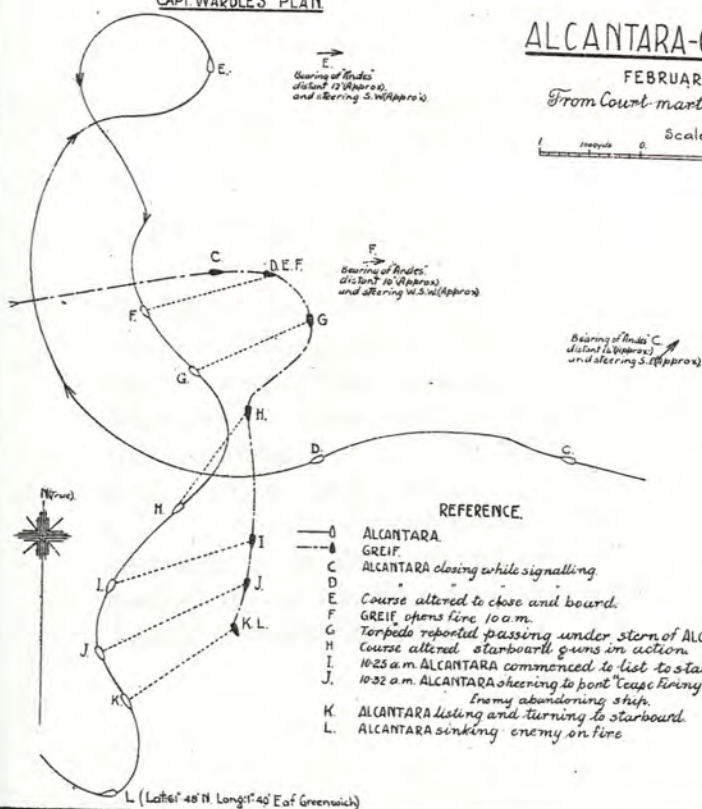 CAPT. WARDLE'S PLAN.
ALCANTARA-
FEBRUAR
From Court-mart
Scale
1 1000yds 0.
E.
E.
Bearing of "Andes"
distant 12'(Approx).
and steering S.W.(Approx).
C.
D.E.F.
F.
Bearing of "Andes"
distant 10'(Approx)
and steering W.S.W.(Approx)
F.
G
G.
Bearing of "Andes" C.
distant (approx:)
and steering S.E(Approx)
H.
D.
C.
N(True).
H.
I
I.
J.
J.
K.L.
K
L (Lat:61° 48' N. Long:1° 40' E of Greenwich)
REFERENCE.
ALCANTARA.
GREIF.
C ALCANTARA closing while signalling.
D " " " "
E Course altered to close and board.
F GREIF opens fire 10 a.m.
G Torpedo reported passing under stern of ALC
H Course altered starboard guns in action.
I. 10·25 a.m. ALCANTARA commenced to list to sta
J. 10·32 a.m. ALCANTARA sheering to port "Cease Firing
Enemy abandoning ship.
K. ALCANTARA listing and turning to starboard.
L. ALCANTARA sinking enemy on fire